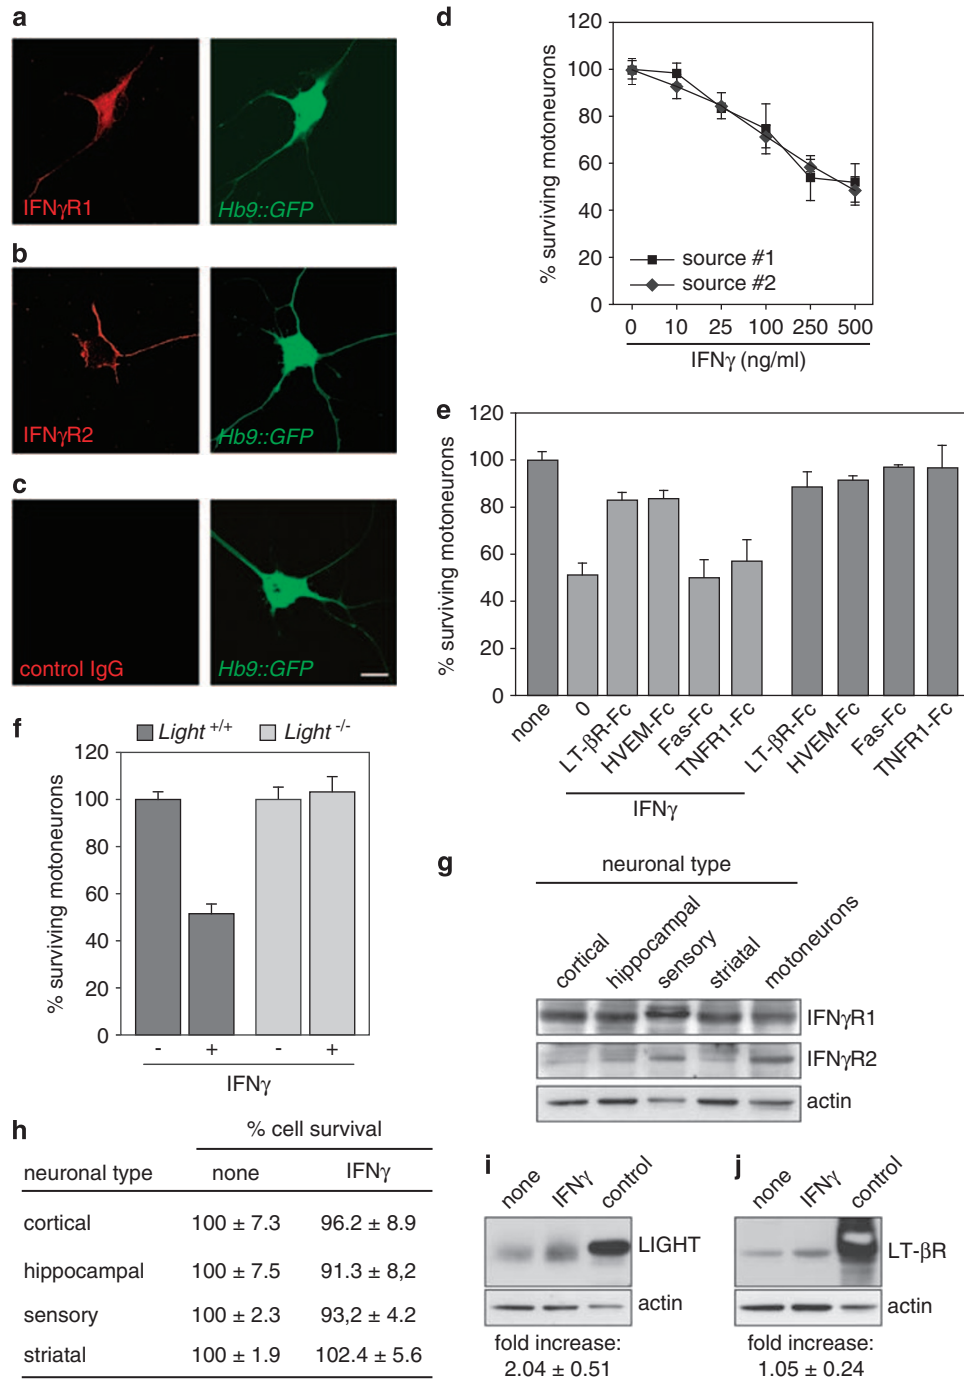 a
IFNγR1
Hb9::GFP
b
IFNγR2
Hb9::GFP
c
control IgG
Hb9::GFP
d
% surviving motoneurons
120
100
80
60
40
20
0
source #1
source #2
0 10 25 100 250 500
IFNγ (ng/ml)
e
% surviving motoneurons
120
100
80
60
40
20
0
none
0
LT-βR-Fc
HVEM-Fc
Fas-Fc
TNFR1-Fc
LT-βR-Fc
HVEM-Fc
Fas-Fc
TNFR1-Fc
IFNγ
f
Light +/+ Light -/-
% surviving motoneurons
120
100
80
60
40
20
0
- + - +
IFNγ
g
neuronal type
cortical
hippocampal
sensory
striatal
motoneurons
IFNγR1
IFNγR2
actin
h
% cell survival
neuronal type none IFNγ
cortical 100 ± 7.3 96.2 ± 8.9
hippocampal 100 ± 7.5 91.3 ± 8,2
sensory 100 ± 2.3 93,2 ± 4.2
striatal 100 ± 1.9 102.4 ± 5.6
i
none
IFNγ
control
LIGHT
actin
fold increase:
2.04 ± 0.51
j
none
IFNγ
control
LT-βR
actin
fold increase:
1.05 ± 0.24